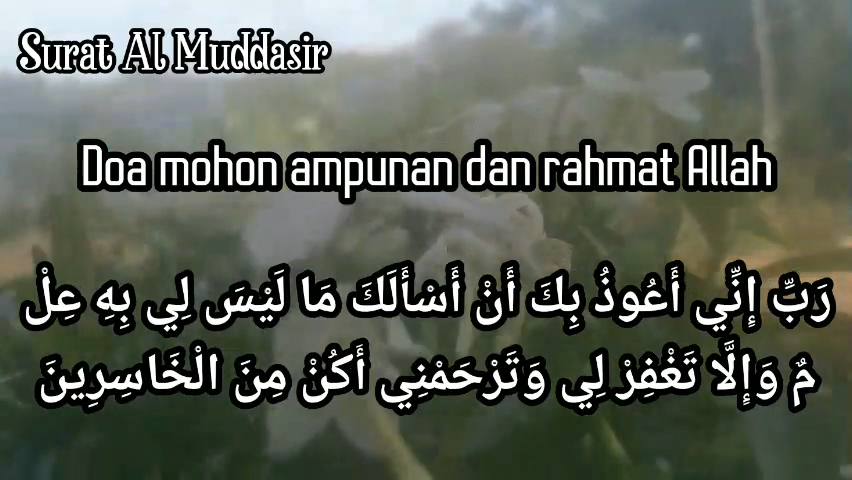 Surat Al Muddasir
Doa mohon ampunan dan rahmat Allah
رَبِّ إِنِّي أَعُوذُ بِكَ أَنْ أَسْأَلَكَ مَا لَيْسَ لِي بِهِ عِلْ
مٌ وَإِلَّا تَغْفِرْ لِي وَتَرْحَمْنِي أَكُنْ مِنَ الْخَاسِرِينَ